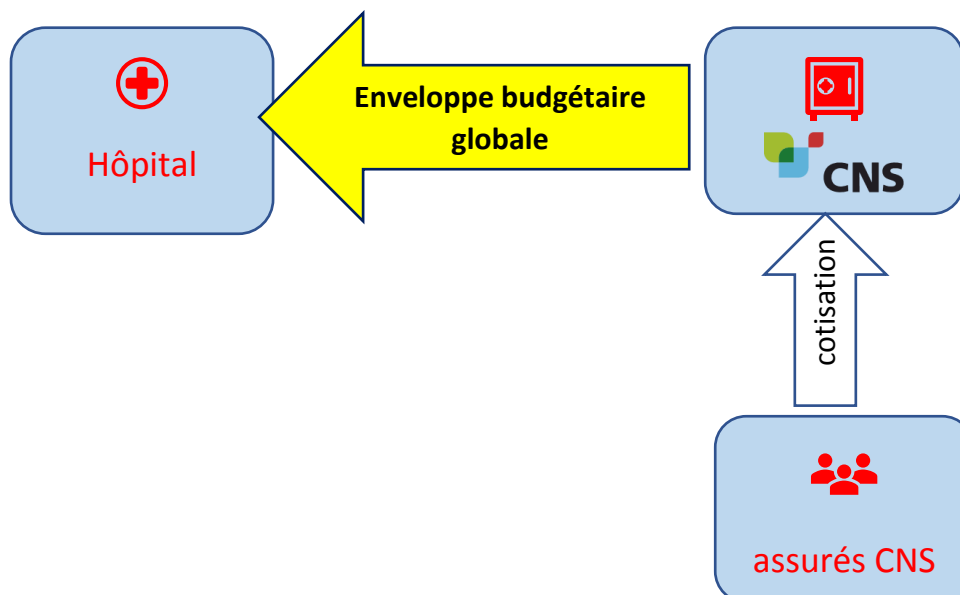 Enveloppe budgétaire
globale
Hôpital
CNS
cotisation
assurés CNS